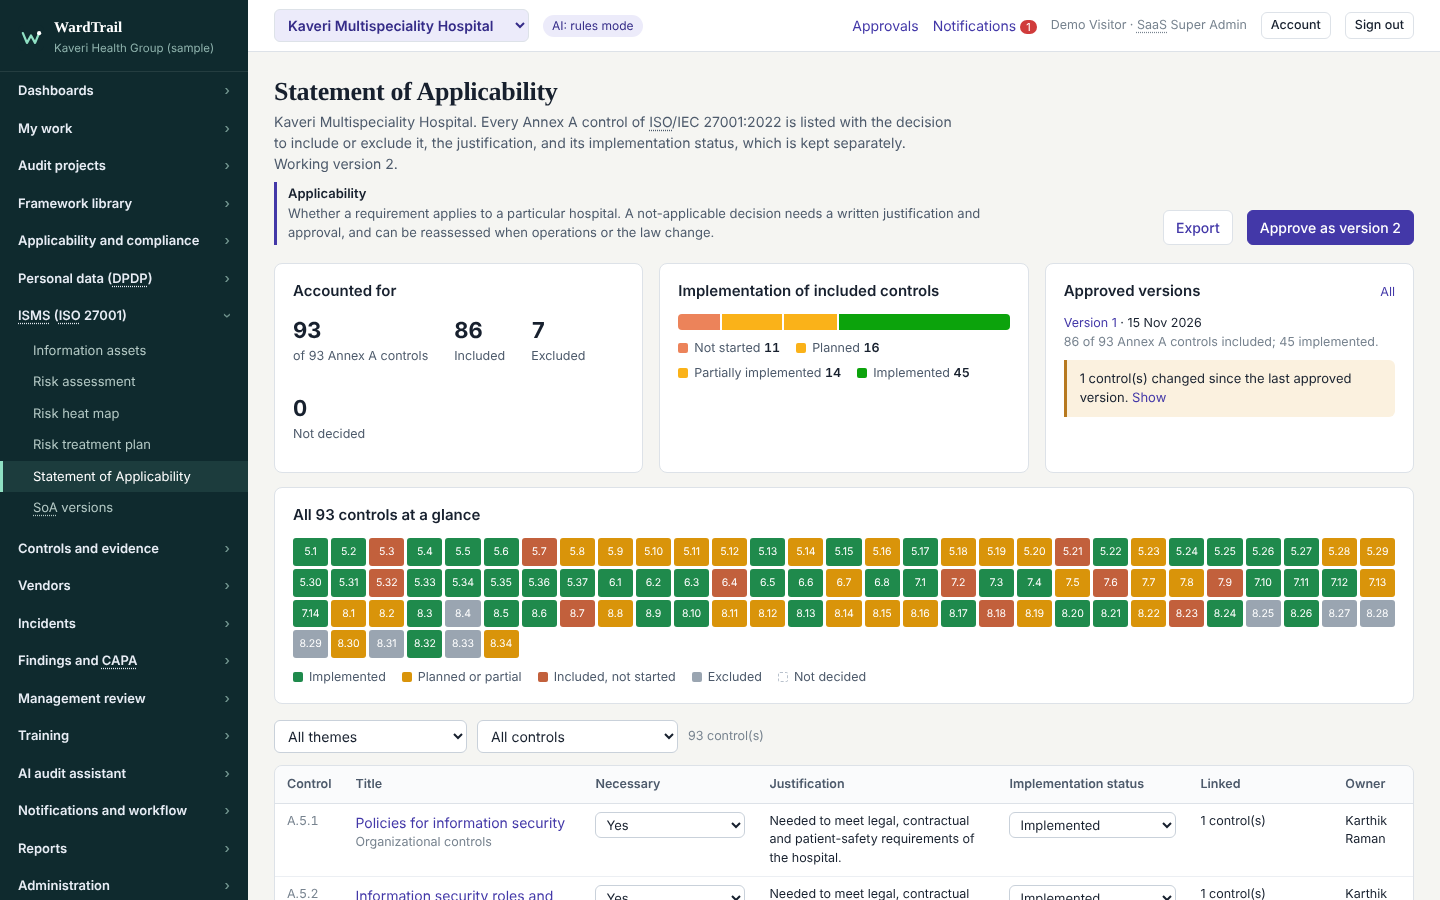 WardTrail
Kaveri Health Group (sample)
Dashboards
My work
Audit projects
Framework library
Applicability and compliance
Personal data (DPDP)
ISMS (ISO 27001)
Information assets
Risk assessment
Risk heat map
Risk treatment plan
Statement of Applicability
SoA versions
Controls and evidence
Vendors
Incidents
Findings and CAPA
Management review
Training
AI audit assistant
Notifications and workflow
Reports
Administration
Kaveri Multispeciality Hospital
AI: rules mode
Approvals
Notifications 1
Demo Visitor · SaaS Super Admin
Account
Sign out
Statement of Applicability
Kaveri Multispeciality Hospital. Every Annex A control of ISO/IEC 27001:2022 is listed with the decision
to include or exclude it, the justification, and its implementation status, which is kept separately.
Working version 2.
Applicability
Whether a requirement applies to a particular hospital. A not-applicable decision needs a written justification and
approval, and can be reassessed when operations or the law change.
Export
Approve as version 2
Accounted for
93 86 7
of 93 Annex A controls Included Excluded
0
Not decided
Implementation of included controls
Not started 11 Planned 16
Partially implemented 14 Implemented 45
Approved versions All
Version 1 · 15 Nov 2026
86 of 93 Annex A controls included; 45 implemented.
1 control(s) changed since the last approved
version. Show
All 93 controls at a glance
5.1 5.2 5.3 5.4 5.5 5.6 5.7 5.8 5.9 5.10 5.11 5.12 5.13 5.14 5.15 5.16 5.17 5.18 5.19 5.20 5.21 5.22 5.23 5.24 5.25 5.26 5.27 5.28 5.29
5.30 5.31 5.32 5.33 5.34 5.35 5.36 5.37 6.1 6.2 6.3 6.4 6.5 6.6 6.7 6.8 7.1 7.2 7.3 7.4 7.5 7.6 7.7 7.8 7.9 7.10 7.11 7.12 7.13
7.14 8.1 8.2 8.3 8.4 8.5 8.6 8.7 8.8 8.9 8.10 8.11 8.12 8.13 8.14 8.15 8.16 8.17 8.18 8.19 8.20 8.21 8.22 8.23 8.24 8.25 8.26 8.27 8.28
8.29 8.30 8.31 8.32 8.33 8.34
Implemented Planned or partial Included, not started Excluded Not decided
All themes
All controls
93 control(s)
Control Title Necessary Justification Implementation status Linked Owner
A.5.1 Policies for information security Yes Needed to meet legal, contractual Implemented 1 control(s) Karthik
Organizational controls and patient-safety requirements of Raman
the hospital.
A.5.2 Information security roles and Yes Needed to meet legal, contractual Implemented 1 control(s) Karthik